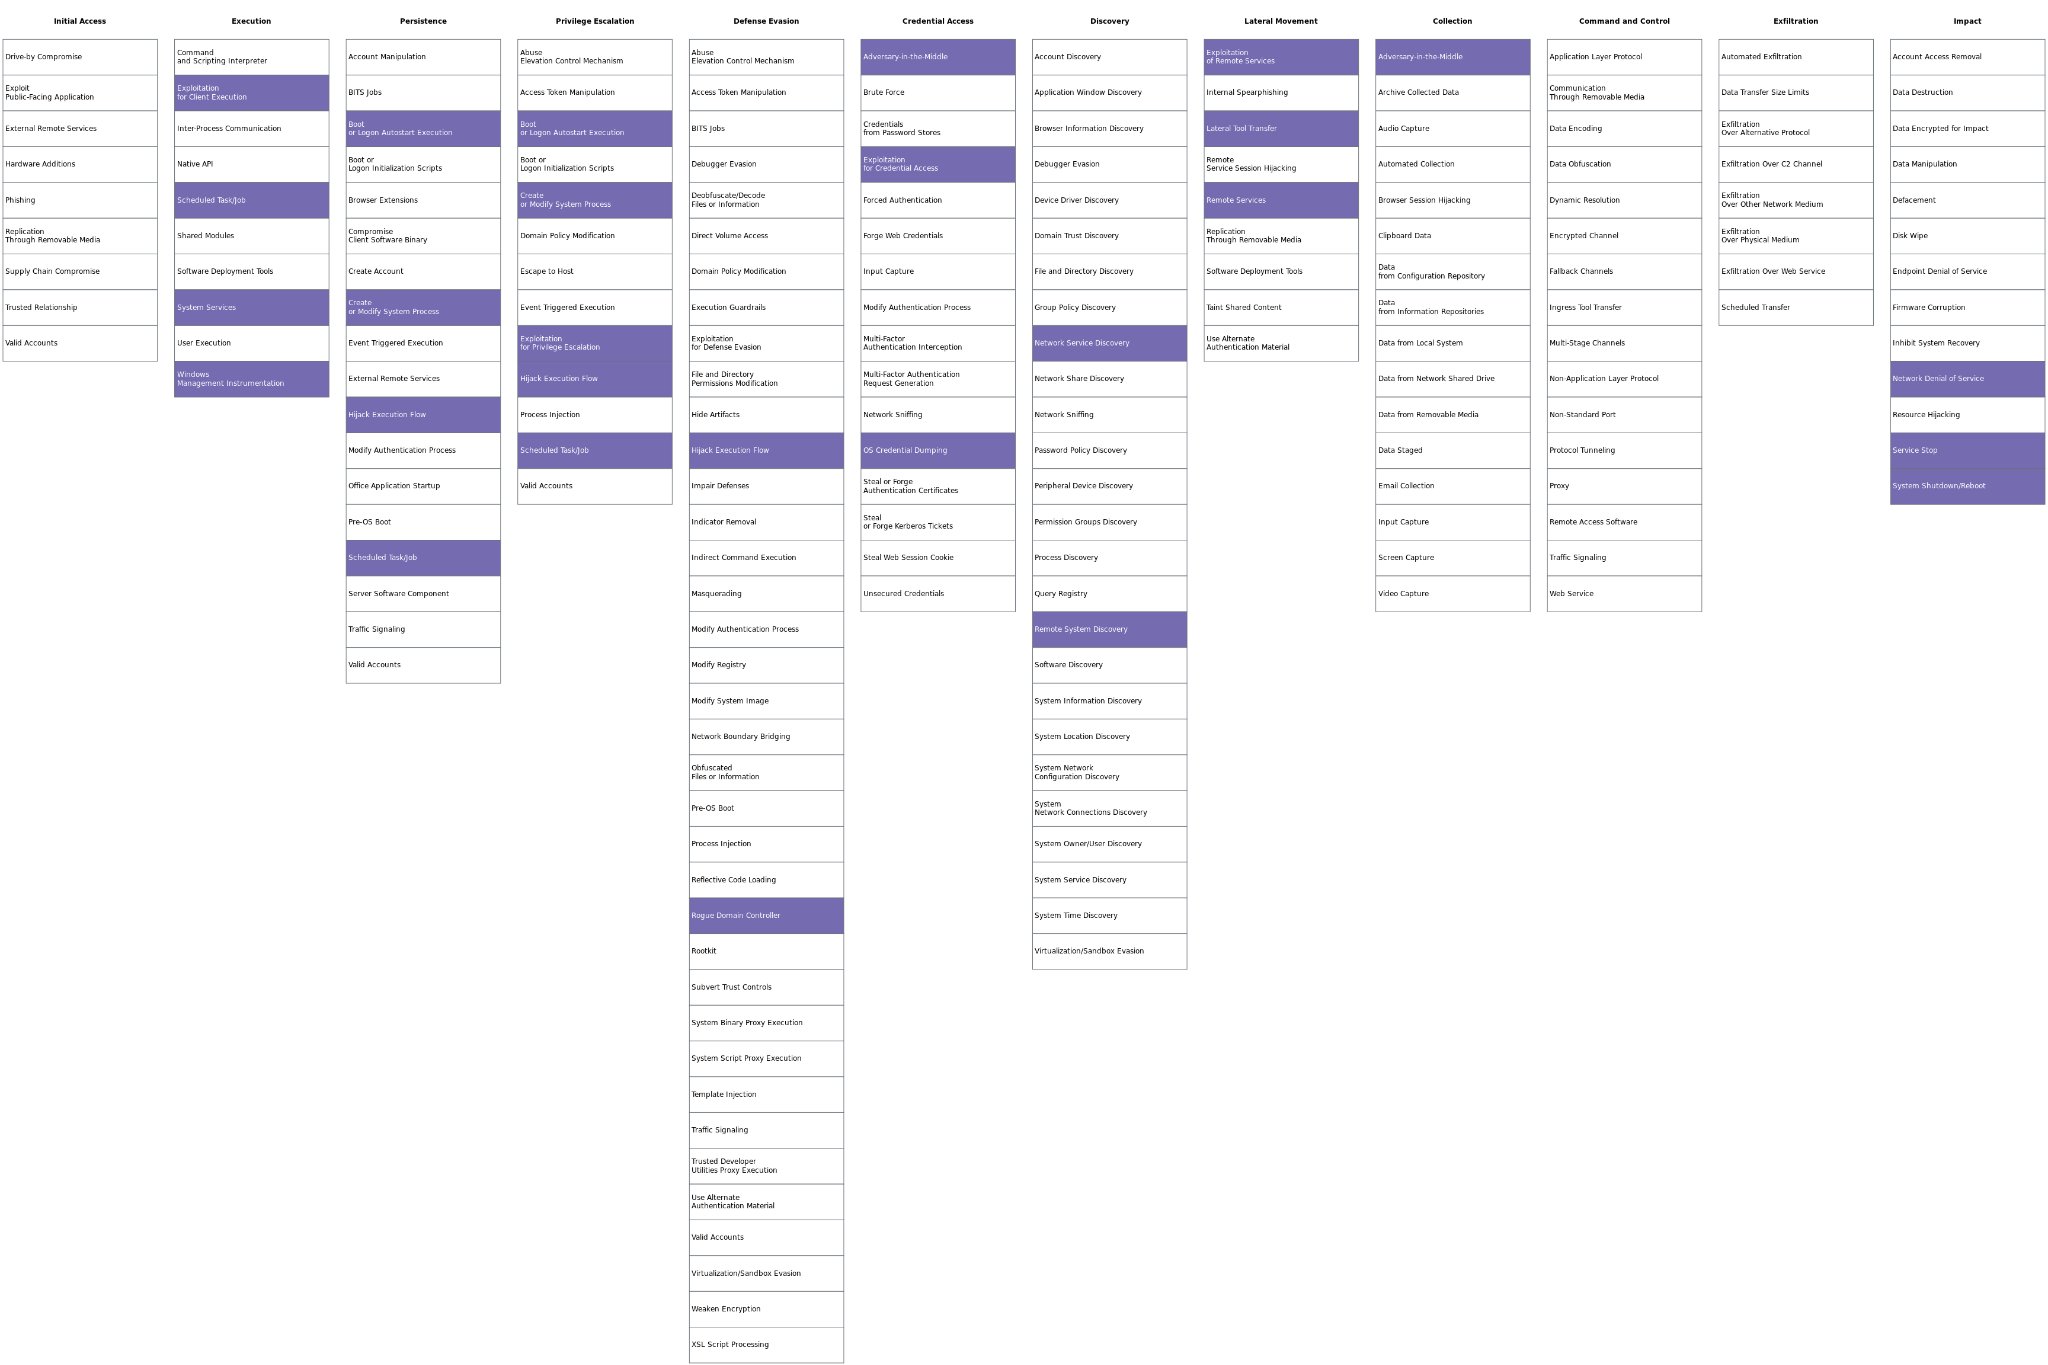 Initial Access
Drive-by Compromise
Exploit
Public-Facing Application
External Remote Services
Hardware Additions
Phishing
Replication
Through Removable Media
Supply Chain Compromise
Trusted Relationship
Valid Accounts
Execution
Command
and Scripting Interpreter
Exploitation
for Client Execution
Inter-Process Communication
Native API
Scheduled Task/Job
Shared Modules
Software Deployment Tools
System Services
User Execution
Windows
Management Instrumentation
Persistence
Account Manipulation
BITS Jobs
Boot
or Logon Autostart Execution
Boot or
Logon Initialization Scripts
Browser Extensions
Compromise
Client Software Binary
Create Account
Create
or Modify System Process
Event Triggered Execution
External Remote Services
Hijack Execution Flow
Modify Authentication Process
Office Application Startup
Pre-OS Boot
Scheduled Task/Job
Server Software Component
Traffic Signaling
Valid Accounts
Privilege Escalation
Abuse
Elevation Control Mechanism
Access Token Manipulation
Boot
or Logon Autostart Execution
Boot or
Logon Initialization Scripts
Create
or Modify System Process
Domain Policy Modification
Escape to Host
Event Triggered Execution
Exploitation
for Privilege Escalation
Hijack Execution Flow
Process Injection
Scheduled Task/Job
Valid Accounts
Defense Evasion
Abuse
Elevation Control Mechanism
Access Token Manipulation
BITS Jobs
Debugger Evasion
Deobfuscate/Decode
Files or Information
Direct Volume Access
Domain Policy Modification
Execution Guardrails
Exploitation
for Defense Evasion
File and Directory
Permissions Modification
Hide Artifacts
Hijack Execution Flow
Impair Defenses
Indicator Removal
Indirect Command Execution
Masquerading
Modify Authentication Process
Modify Registry
Modify System Image
Network Boundary Bridging
Obfuscated
Files or Information
Pre-OS Boot
Process Injection
Reflective Code Loading
Rogue Domain Controller
Rootkit
Subvert Trust Controls
System Binary Proxy Execution
System Script Proxy Execution
Template Injection
Traffic Signaling
Trusted Developer
Utilities Proxy Execution
Use Alternate
Authentication Material
Valid Accounts
Virtualization/Sandbox Evasion
Weaken Encryption
XSL Script Processing
Credential Access
Adversary-in-the-Middle
Brute Force
Credentials
from Password Stores
Exploitation
for Credential Access
Forced Authentication
Forge Web Credentials
Input Capture
Modify Authentication Process
Multi-Factor
Authentication Interception
Multi-Factor Authentication
Request Generation
Network Sniffing
OS Credential Dumping
Steal or Forge
Authentication Certificates
Steal
or Forge Kerberos Tickets
Steal Web Session Cookie
Unsecured Credentials
Discovery
Account Discovery
Application Window Discovery
Browser Information Discovery
Debugger Evasion
Device Driver Discovery
Domain Trust Discovery
File and Directory Discovery
Group Policy Discovery
Network Service Discovery
Network Share Discovery
Network Sniffing
Password Policy Discovery
Peripheral Device Discovery
Permission Groups Discovery
Process Discovery
Query Registry
Remote System Discovery
Software Discovery
System Information Discovery
System Location Discovery
System Network
Configuration Discovery
System
Network Connections Discovery
System Owner/User Discovery
System Service Discovery
System Time Discovery
Virtualization/Sandbox Evasion
Lateral Movement
Exploitation
of Remote Services
Internal Spearphishing
Lateral Tool Transfer
Remote
Service Session Hijacking
Remote Services
Replication
Through Removable Media
Software Deployment Tools
Taint Shared Content
Use Alternate
Authentication Material
Collection
Adversary-in-the-Middle
Archive Collected Data
Audio Capture
Automated Collection
Browser Session Hijacking
Clipboard Data
Data
from Configuration Repository
Data
from Information Repositories
Data from Local System
Data from Network Shared Drive
Data from Removable Media
Data Staged
Email Collection
Input Capture
Screen Capture
Video Capture
Command and Control
Application Layer Protocol
Communication
Through Removable Media
Data Encoding
Data Obfuscation
Dynamic Resolution
Encrypted Channel
Fallback Channels
Ingress Tool Transfer
Multi-Stage Channels
Non-Application Layer Protocol
Non-Standard Port
Protocol Tunneling
Proxy
Remote Access Software
Traffic Signaling
Web Service
Exfiltration
Automated Exfiltration
Data Transfer Size Limits
Exfiltration
Over Alternative Protocol
Exfiltration Over C2 Channel
Exfiltration
Over Other Network Medium
Exfiltration
Over Physical Medium
Exfiltration Over Web Service
Scheduled Transfer
Impact
Account Access Removal
Data Destruction
Data Encrypted for Impact
Data Manipulation
Defacement
Disk Wipe
Endpoint Denial of Service
Firmware Corruption
Inhibit System Recovery
Network Denial of Service
Resource Hijacking
Service Stop
System Shutdown/Reboot